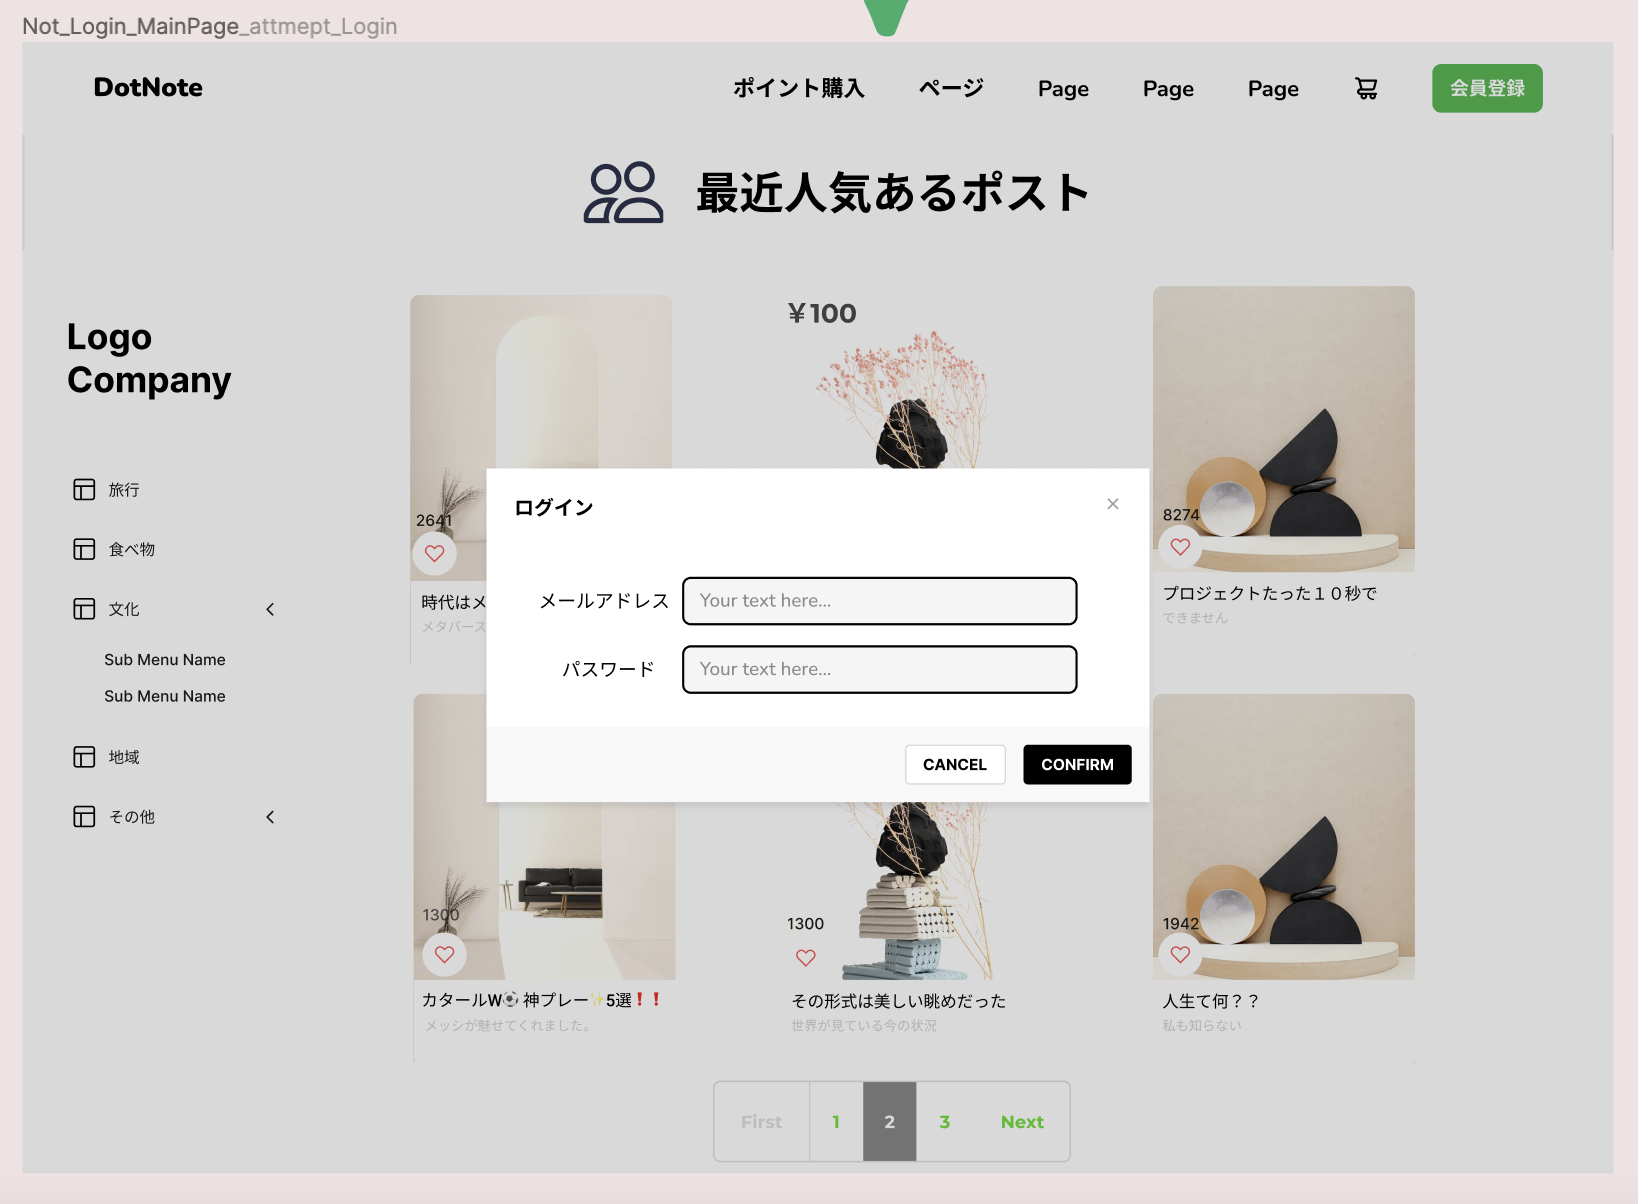 Not_Login_MainPage_attmept_Login
DotNote
ポイント購入
ページ
Page
Page
Page
会員登録
最近人気あるポスト
Logo
Company
旅行
食べ物
文化
Sub Menu Name
Sub Menu Name
地域
その他
2641
時代はメ
メタバース
¥100
8274
プロジェクトたった１０秒で
できません
ログイン
メールアドレス
Your text here...
パスワード
Your text here...
CANCEL
CONFIRM
1300
カタールW⚽神プレー✨5選❗❗
メッシが魅せてくれました。
1300
その形式は美しい眺めだった
世界が見ている今の状況
1942
人生て何？？
私も知らない
First
1
2
3
Next